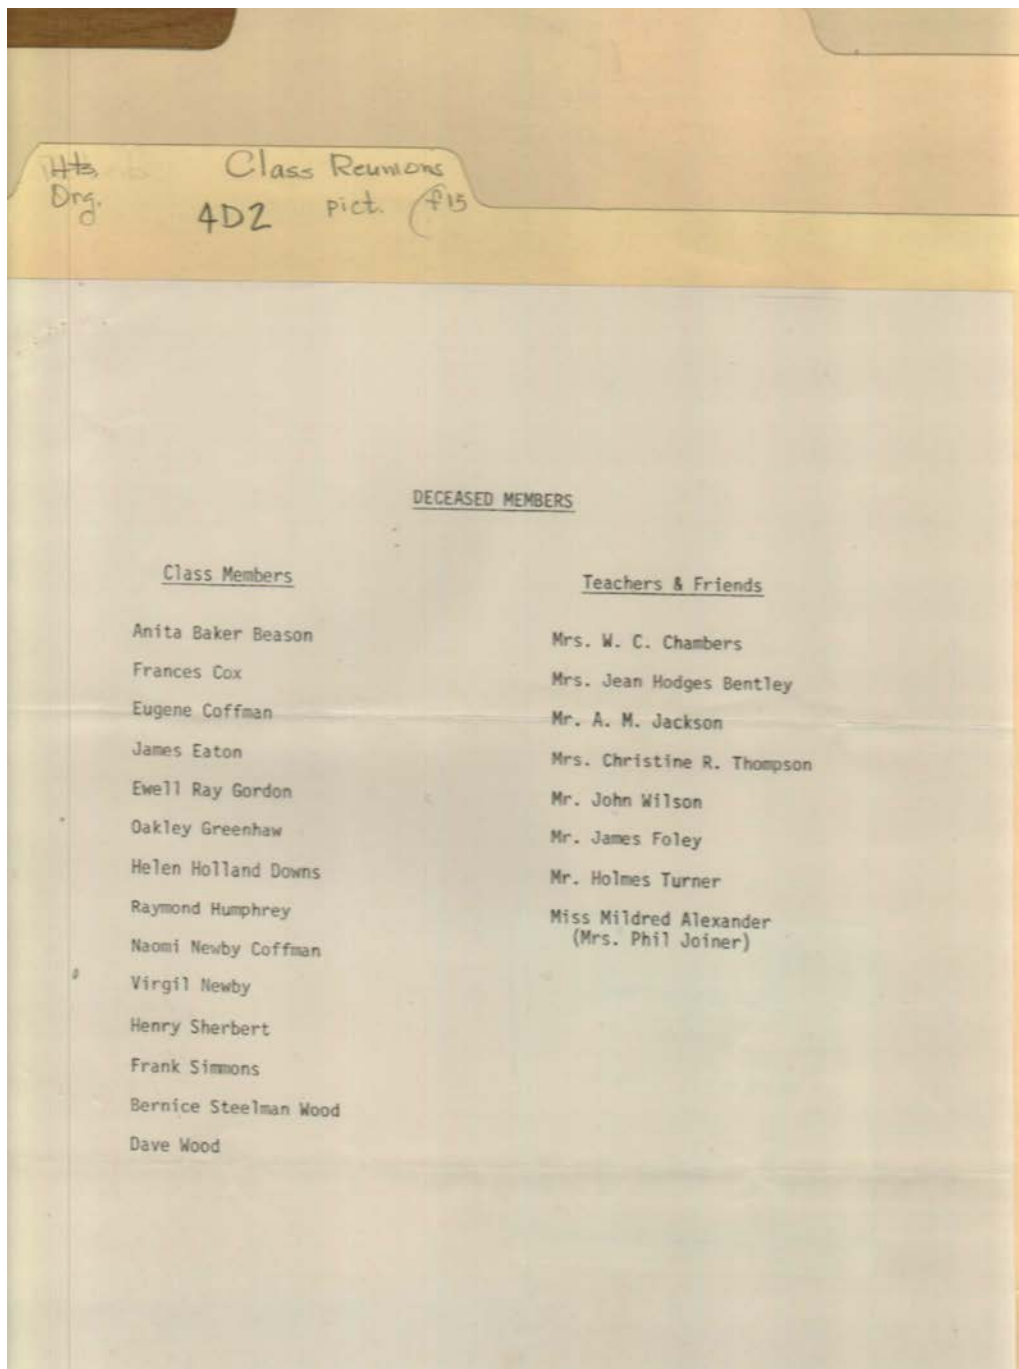 Class Reunions
Org.
4D2 pict. f15
DECEASED MEMBERS
Class Members
Anita Baker Beason
Frances Cox
Eugene Coffman
James Eaton
Ewell Ray Gordon
Oakley Greenhaw
Helen Holland Downs
Raymond Humphrey
Naomi Newby Coffman
Virgil Newby
Henry Sherbert
Frank Simmons
Bernice Steelman Wood
Dave Wood
Teachers & Friends
Mrs. W. C. Chambers
Mrs. Jean Hodges Bentley
Mr. A. M. Jackson
Mrs. Christine R. Thompson
Mr. John Wilson
Mr. James Foley
Mr. Holmes Turner
Miss Mildred Alexander
(Mrs. Phil Joiner)